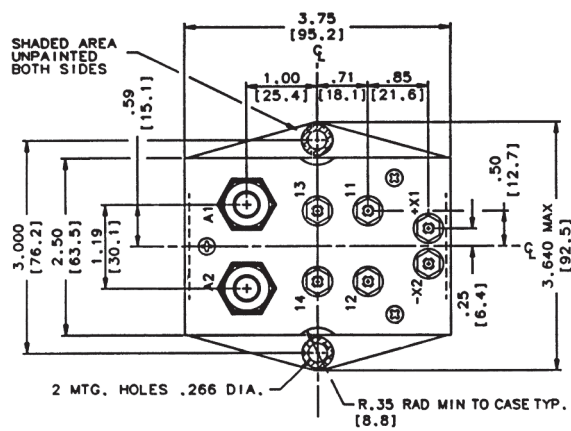 3.75
[95.2]
SHADED AREA
UNPAINTED
BOTH SIDES
℄
1.00
[25.4]
.71
[18.1]
.85
[21.6]
.59
[15.1]
3.000
[76.2]
2.50
[63.5]
1.19
[30.1]
A1
13
11
+X1
.50
[12.7]
3.640 MAX
[92.5]
℄
A2
14
12
-X2
.25
[6.4]
2 MTG. HOLES .266 DIA.
R.35 RAD MIN TO CASE TYP.
[8.8]